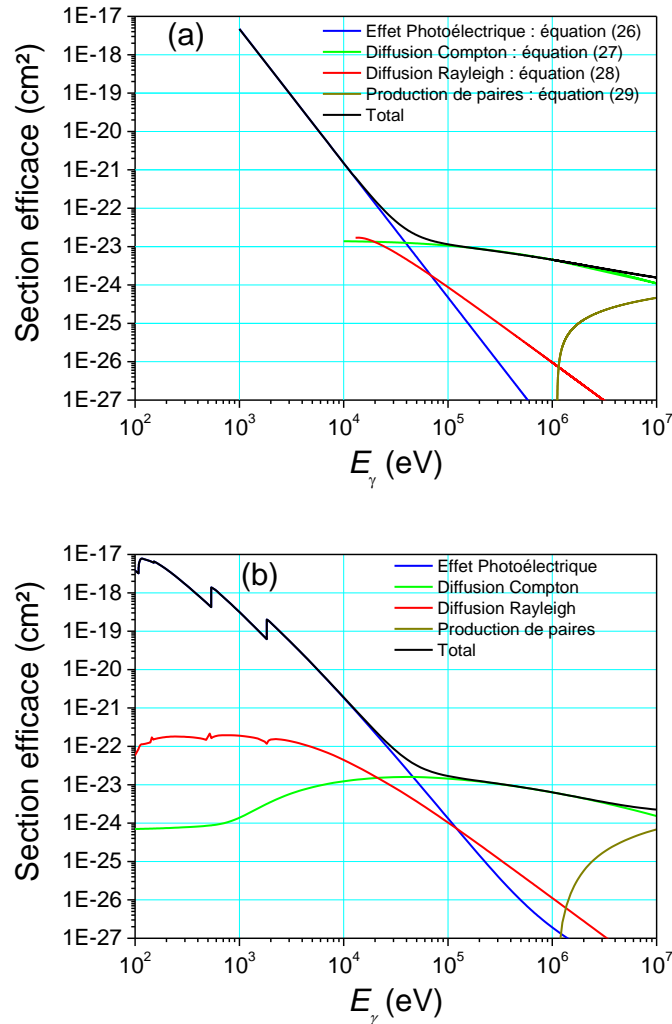 (a)
Effet Photoélectrique : équation (26)
Diffusion Compton : équation (27)
Diffusion Rayleigh : équation (28)
Production de paires : équation (29)
Total
Section efficace (cm²)
1E-17
1E-18
1E-19
1E-20
1E-21
1E-22
1E-23
1E-24
1E-25
1E-26
1E-27
10² 10³ 10⁴ 10⁵ 10⁶ 10⁷
Eᵧ (eV)
(b)
Effet Photoélectrique
Diffusion Compton
Diffusion Rayleigh
Production de paires
Total
Section efficace (cm²)
1E-17
1E-18
1E-19
1E-20
1E-21
1E-22
1E-23
1E-24
1E-25
1E-26
1E-27
10² 10³ 10⁴ 10⁵ 10⁶ 10⁷
Eᵧ (eV)